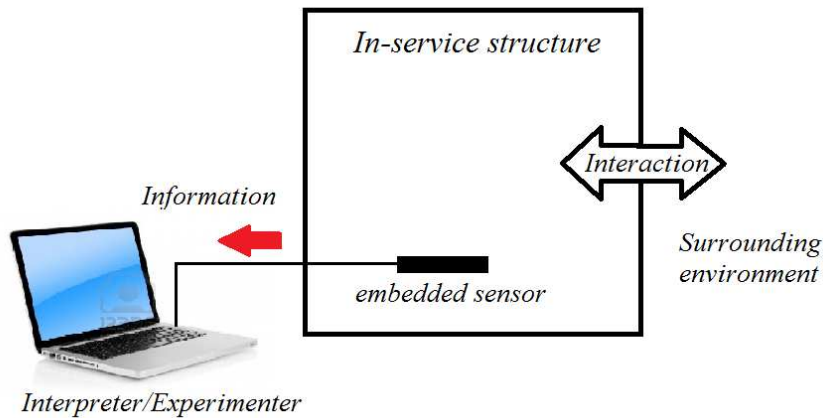 In-service structure
Interaction
Information
Surrounding
environment
embedded sensor
Interpreter/Experimenter